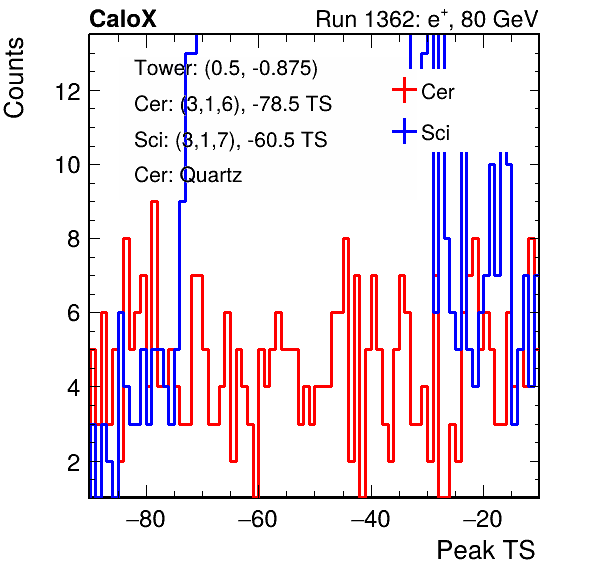 CaloX
Run 1362: e+, 80 GeV
Counts
Tower: (0.5, -0.875)
Cer: (3,1,6), -78.5 TS
Sci: (3,1,7), -60.5 TS
Cer: Quartz
Cer
Sci
12
10
8
6
4
2
−80
−60
−40
−20
Peak TS